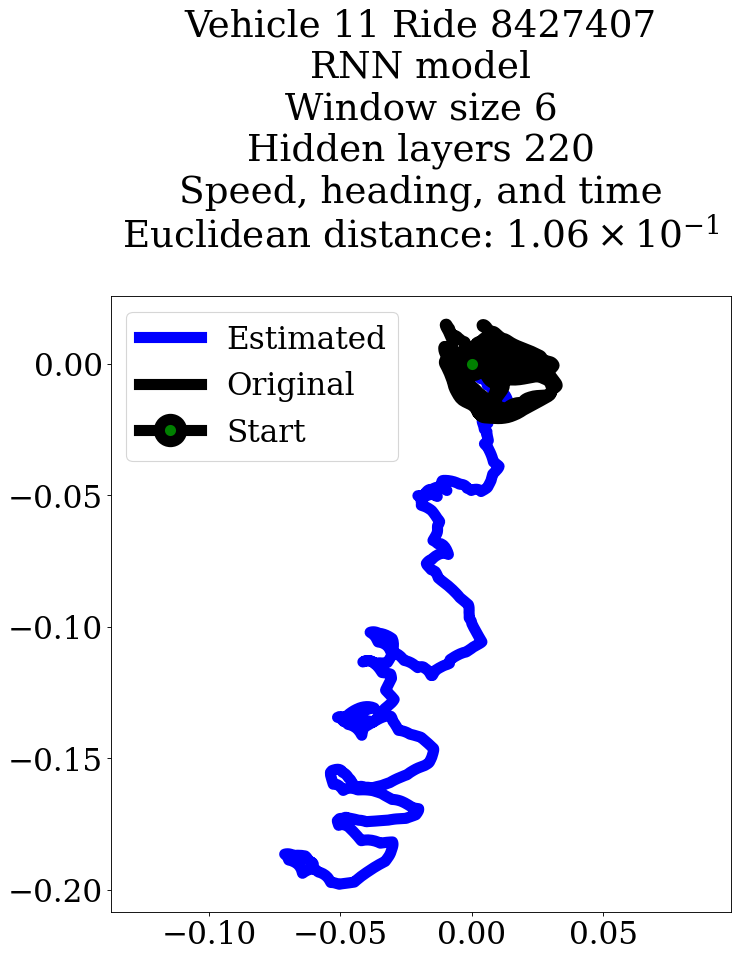 Vehicle 11 Ride 8427407
RNN model
Window size 6
Hidden layers 220
Speed, heading, and time
Euclidean distance: 1.06 × 10⁻¹
Estimated
Original
Start
0.00
−0.05
−0.10
−0.15
−0.20
−0.10 −0.05 0.00 0.05